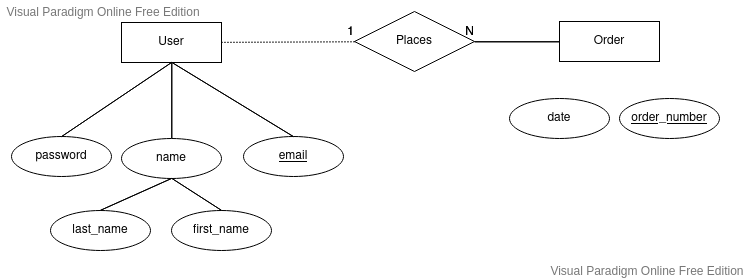 Visual Paradigm Online Free Edition
User
1
Places
N
Order
password
name
email
date
order_number
last_name
first_name
Visual Paradigm Online Free Edition